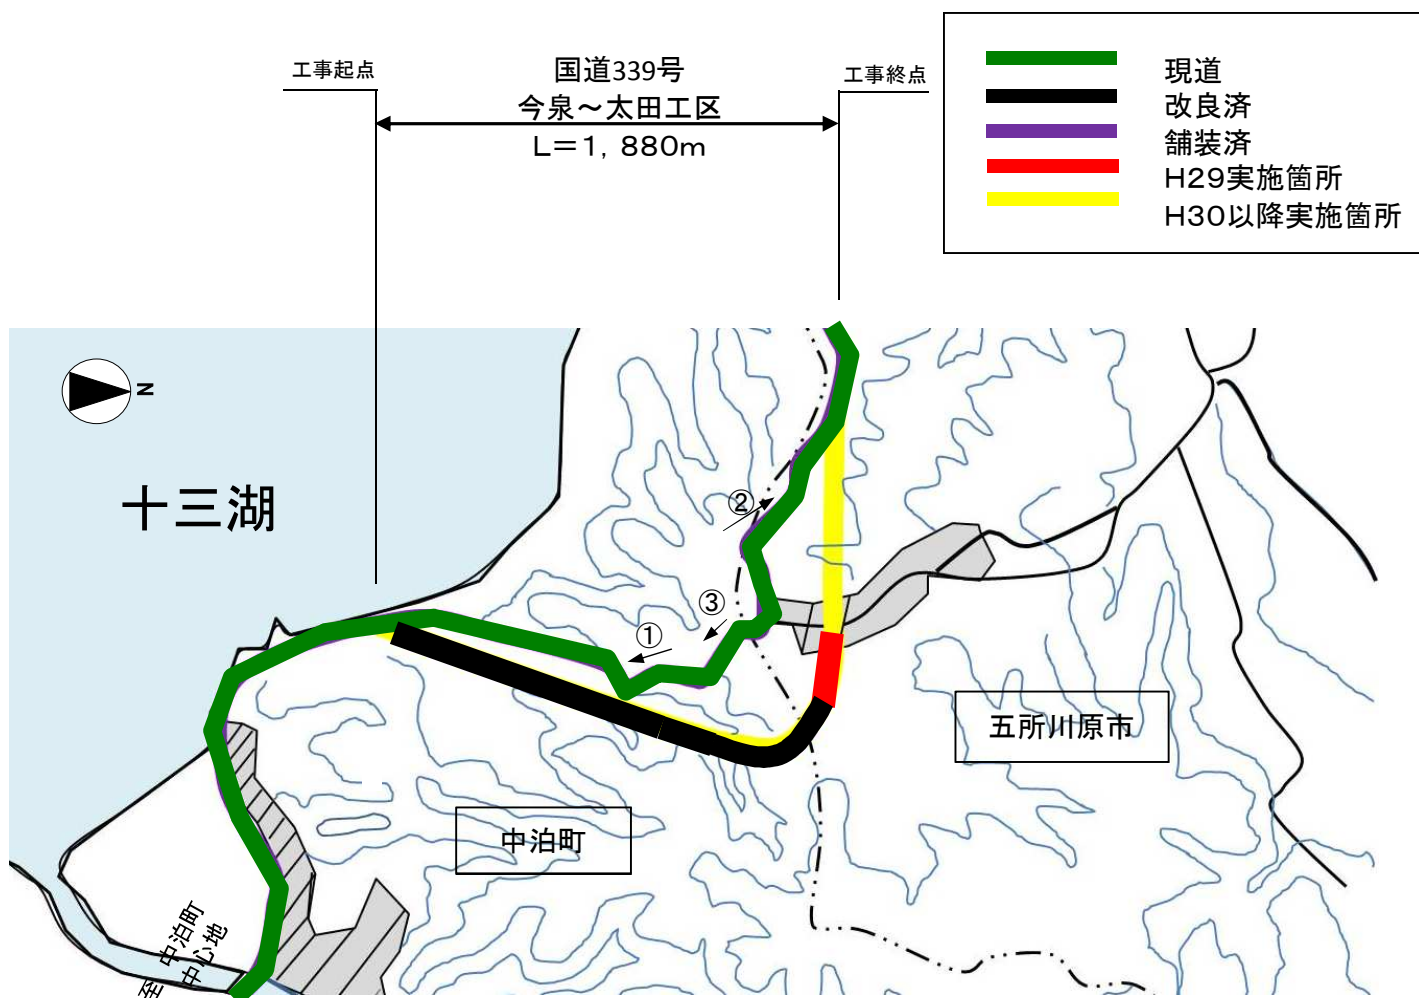 工事起点
国道339号
今泉～太田工区
L＝1，880m
工事終点
現道
改良済
舗装済
H29実施箇所
H30以降実施箇所
N
十三湖
②
③
①
五所川原市
中泊町
至 中泊町
中心地